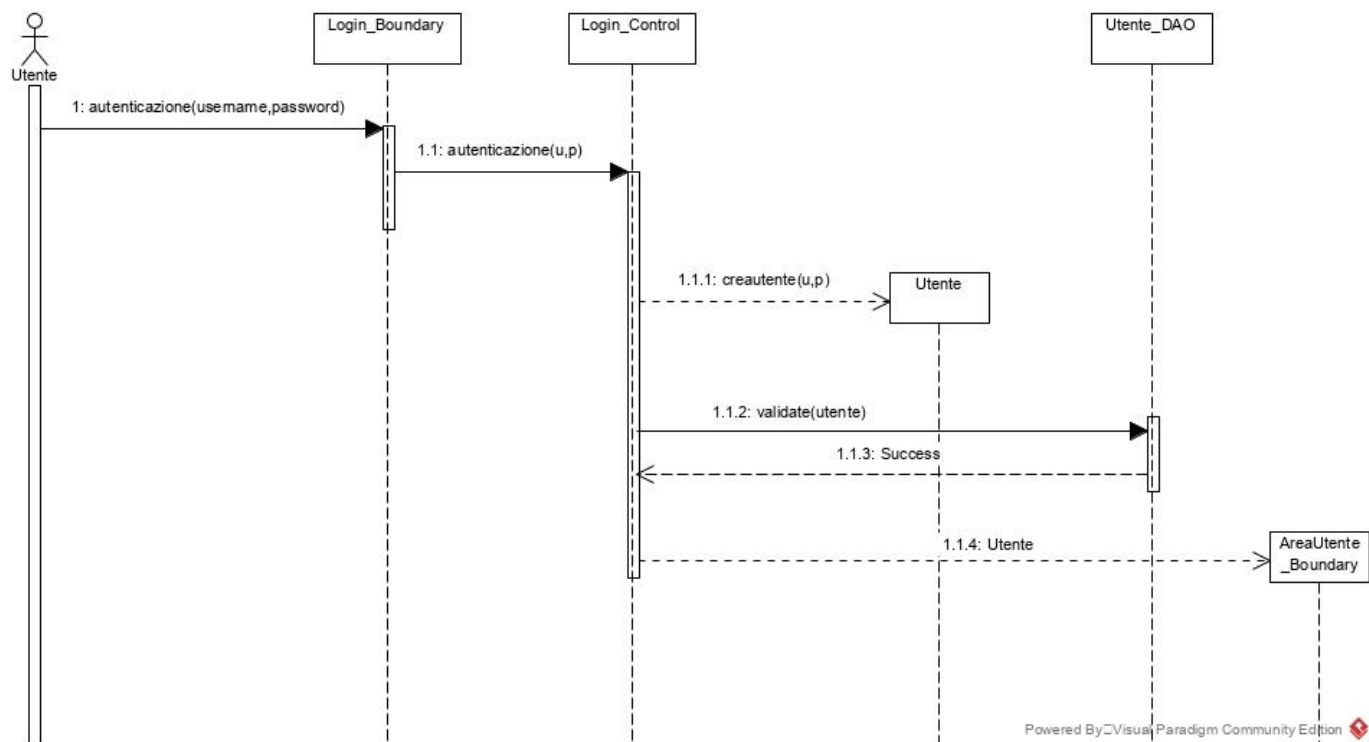 Login_Boundary
Login_Control
Utente_DAO
Utente
1: autenticazione(username,password)
1.1: autenticazione(u,p)
1.1.1: creautente(u,p)
Utente
1.1.2: validate(utente)
1.1.3: Success
1.1.4: Utente
AreaUtente
_Boundary
Powered By Visual Paradigm Community Edition